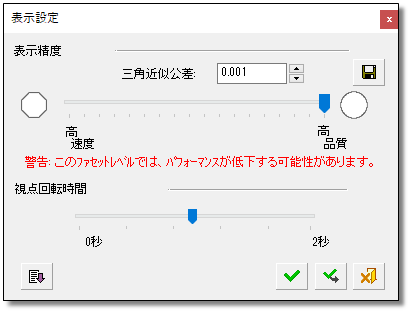 表示設定
表示精度
三角近似公差: 0.001
高 高
速度 品質
警告: このﾌｧｾｯﾄﾚﾍﾞﾙでは、ﾊﾟﾌｫｰﾏﾝｽが低下する可能性があります。
視点回転時間
0秒 2秒